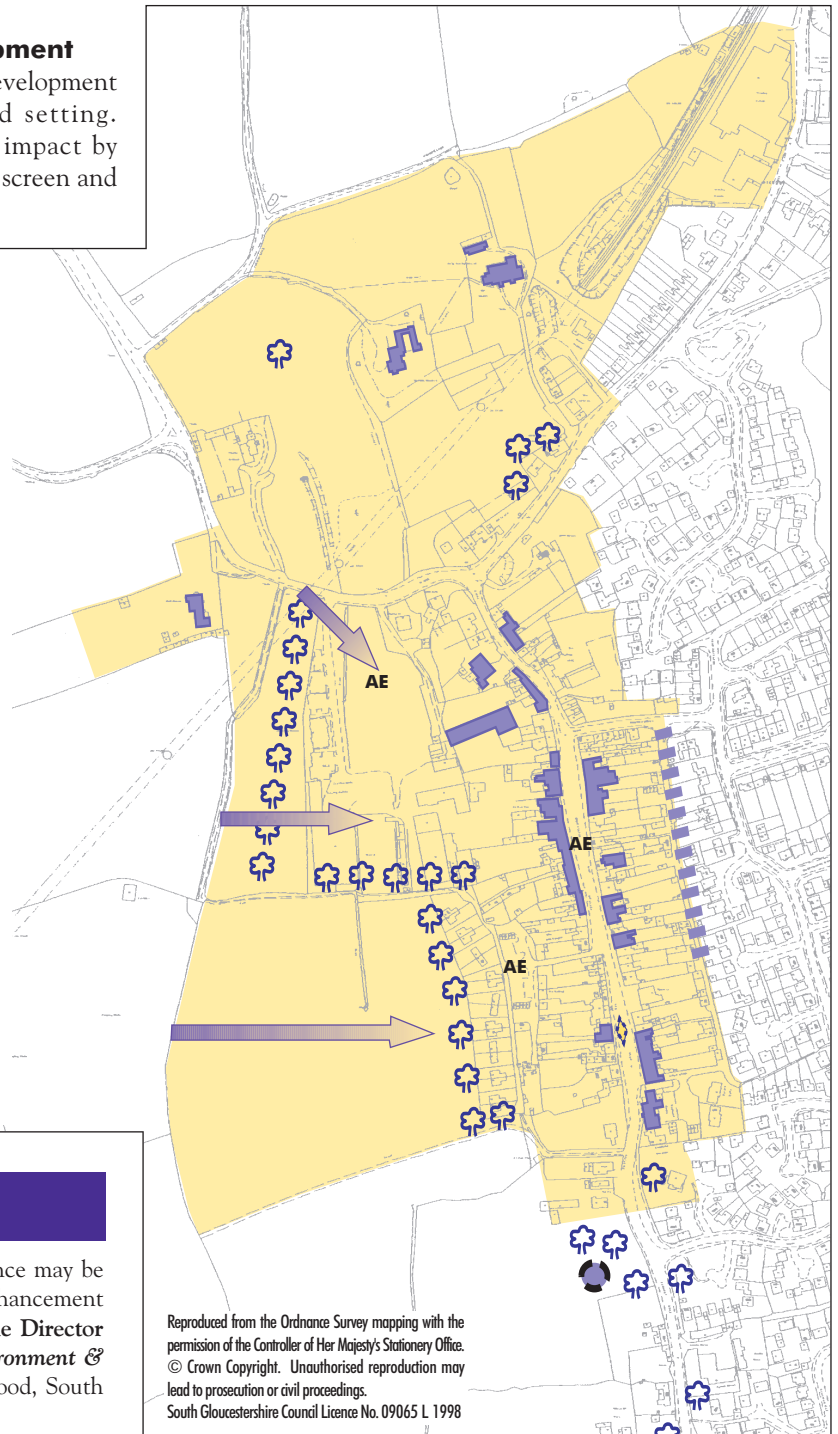 pment
evelopment
d setting.
impact by
screen and
AE
AE
AE
nce may be
hancement
e Director
ronment &
ood, South
Reproduced from the Ordnance Survey mapping with the
permission of the Controller of Her Majesty's Stationery Office.
© Crown Copyright. Unauthorised reproduction may
lead to prosecution or civil proceedings.
South Gloucestershire Council Licence No. 09065 L 1998